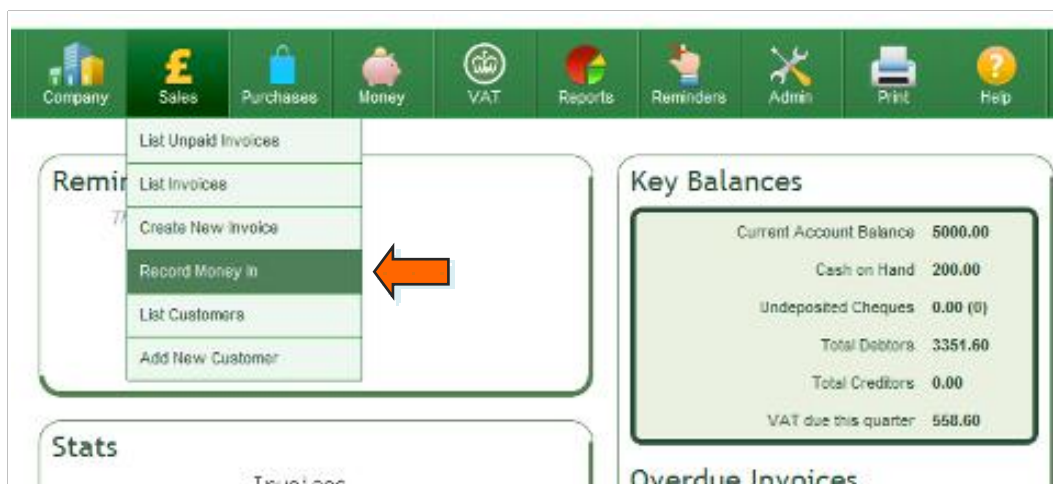 Company Sales Purchases Money VAT Reports Reminders Admin Print Help
List Unpaid Invoices
List Invoices
Create New Invoice
Record Money In
List Customers
Add New Customer
Remin
Th
Key Balances
Current Account Balance 5000.00
Cash on Hand 200.00
Undeposited Cheques 0.00 (0)
Total Debtors 3351.60
Total Creditors 0.00
VAT due this quarter 558.60
Stats
Overdue Invoices